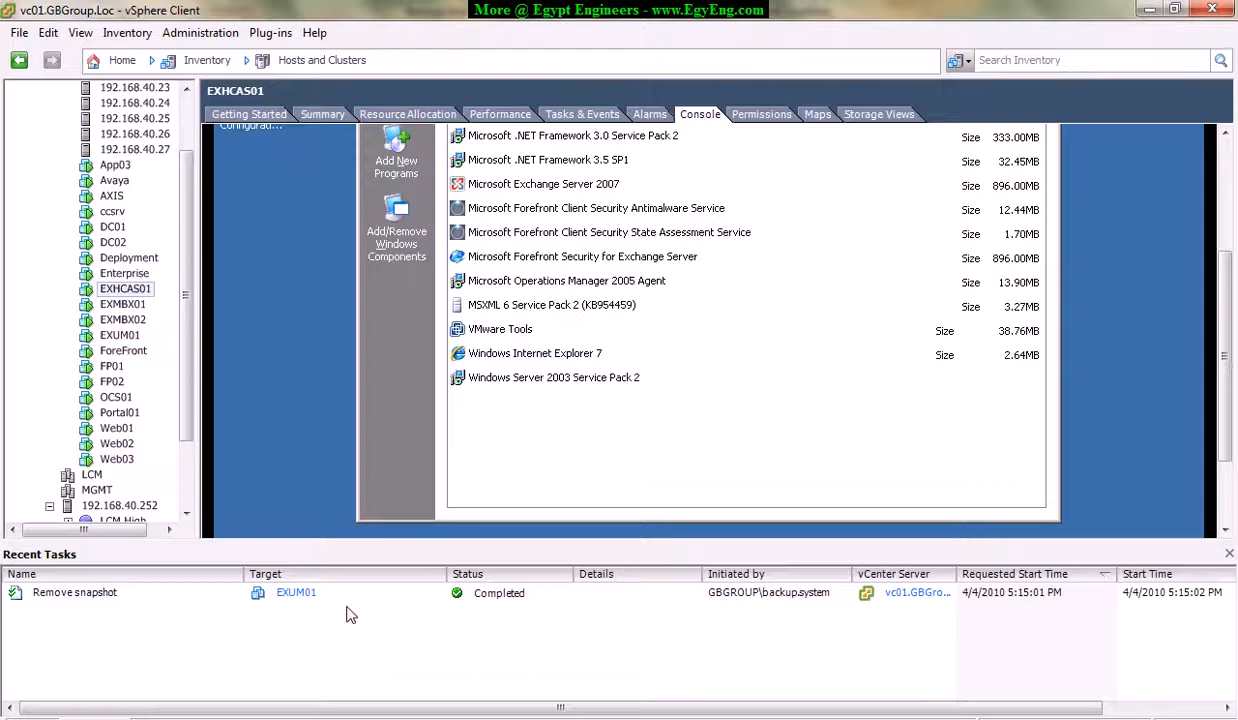 vc01.GBGroup.Loc - vSphere Client
More @ Egypt Engineers - www.EgyEng.com
File Edit View Inventory Administration Plug-ins Help
Home Inventory Hosts and Clusters
Search Inventory
192.168.40.23
192.168.40.24
192.168.40.25
192.168.40.26
192.168.40.27
App03
Avaya
AXIS
ccsrv
DC01
DC02
Deployment
Enterprise
EXHCAS01
EXMBX01
EXMBX02
EXUM01
ForeFront
FP01
FP02
OCS01
Portal01
Web01
Web02
Web03
LCM
MGMT
192.168.40.252
LCM High
EXHCAS01
Getting Started Summary Resource Allocation Performance Tasks & Events Alarms Console Permissions Maps Storage Views
Configurati...
Add New
Programs
Add/Remove
Windows
Components
Microsoft .NET Framework 3.0 Service Pack 2 Size 333.00MB
Microsoft .NET Framework 3.5 SP1 Size 32.45MB
Microsoft Exchange Server 2007 Size 896.00MB
Microsoft Forefront Client Security Antimalware Service Size 12.44MB
Microsoft Forefront Client Security State Assessment Service Size 1.70MB
Microsoft Forefront Security for Exchange Server Size 896.00MB
Microsoft Operations Manager 2005 Agent Size 13.90MB
MSXML 6 Service Pack 2 (KB954459) Size 3.27MB
VMware Tools Size 38.76MB
Windows Internet Explorer 7 Size 2.64MB
Windows Server 2003 Service Pack 2
Recent Tasks
Name Target Status Details Initiated by vCenter Server Requested Start Time Start Time
Remove snapshot EXUM01 Completed GBGROUP\backup.system vc01.GBGro... 4/4/2010 5:15:01 PM 4/4/2010 5:15:02 PM